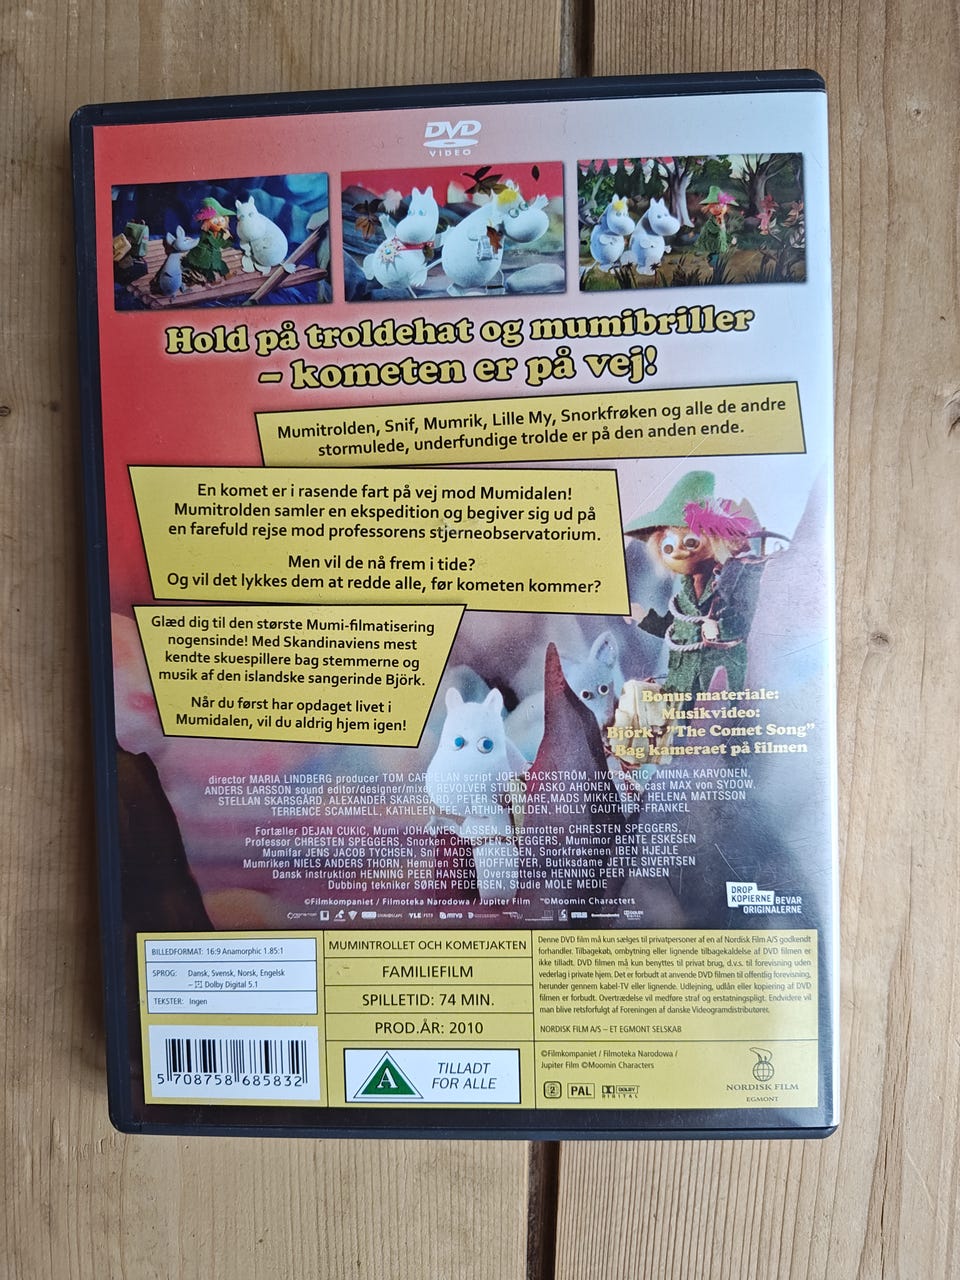 DVD
VIDEO
Hold på troldehat og mumibriller
– kometen er på vej!
Mumitrolden, Snif, Mumrik, Lille My, Snorkfrøken og alle de andre
stormulede, underfundige trolde er på den anden ende.
En komet er i rasende fart på vej mod Mumidalen!
Mumitrolden samler en ekspedition og begiver sig ud på
en farefuld rejse mod professorens stjerneobservatorium.
Men vil de nå frem i tide?
Og vil det lykkes dem at redde alle, før kometen kommer?
Glæd dig til den største Mumi-filmatisering
nogensinde! Med Skandinaviens mest
kendte skuespillere bag stemmerne og
musik af den islandske sangerinde Björk.
Når du først har opdaget livet i
Mumidalen, vil du aldrig hjem igen!
Bonus materiale:
Musikvideo:
Björk - "The Comet Song"
Bag kameraet på filmen
director MARIA LINDBERG producer TOM CARPELAN script JOEL BACKSTRÖM, IIVO BARIC, MINNA KARVONEN,
ANDERS LARSSON sound editor/designer/mixer REVOLVER STUDIO / ASKO AHONEN voice cast MAX von SYDOW,
STELLAN SKARSGÅRD, ALEXANDER SKARSGÅRD, PETER STORMARE, MADS MIKKELSEN, HELENA MATTSSON
TERRENCE SCAMMELL, KATHLEEN FEE, ARTHUR HOLDEN, HOLLY GAUTHIER-FRANKEL
Fortæller DEJAN CUKIC, Mumi JOHANNES LASSEN, Bisamrotten CHRESTEN SPEGGERS,
Professor CHRESTEN SPEGGERS, Snorken CHRESTEN SPEGGERS, Mumimor BENTE ESKESEN
Mumifar JENS JACOB TYCHSEN, Snif MADS MIKKELSEN, Snorkfrøkenen IBEN HJEJLE
Mumriken NIELS ANDERS THORN, Hemulen STIG HOFFMEYER, Butiksdame JETTE SIVERTSEN
Dansk instruktion HENNING PEER HANSEN, Oversættelse HENNING PEER HANSEN
Dubbing tekniker SØREN PEDERSEN, Studie MOLE MEDIE
©Filmkompaniet / Filmoteka Narodowa / Jupiter Film ™©Moomin Characters
DROP
KOPIERNE BEVAR
ORIGINALERNE
BILLEDFORMAT: 16:9 Anamorphic 1.85:1
SPROG: Dansk, Svensk, Norsk, Engelsk
– Dolby Digital 5.1
TEKSTER: Ingen
5 708758 685832
MUMINTROLLET OCH KOMETJAKTEN
FAMILIEFILM
SPILLETID: 74 MIN.
PROD.ÅR: 2010
A
TILLADT
FOR ALLE
Denne DVD film må kun sælges til privatpersoner af en af Nordisk Film A/S godkendt
forhandler. Tilbagekøb, ombytning eller lignende tilbagekaldelse af DVD filmen er
ikke tilladt. DVD filmen må kun benyttes til privat brug, d.v.s. til forevisning uden
vederlag i private hjem. Det er forbudt at anvende DVD filmen til offentlig forevisning,
herunder gennem kabel-TV eller lignende. Udlejning, udlån eller kopiering af DVD
filmen er forbudt. Overtrædelse vil medføre straf og erstatningspligt. Endvidere vil
man blive retsforfulgt af Foreningen af danske Videogramdistributører.
NORDISK FILM A/S – ET EGMONT SELSKAB
©Filmkompaniet / Filmoteka Narodowa /
Jupiter Film ©Moomin Characters
2 PAL DOLBY
DIGITAL
NORDISK FILM
EGMONT